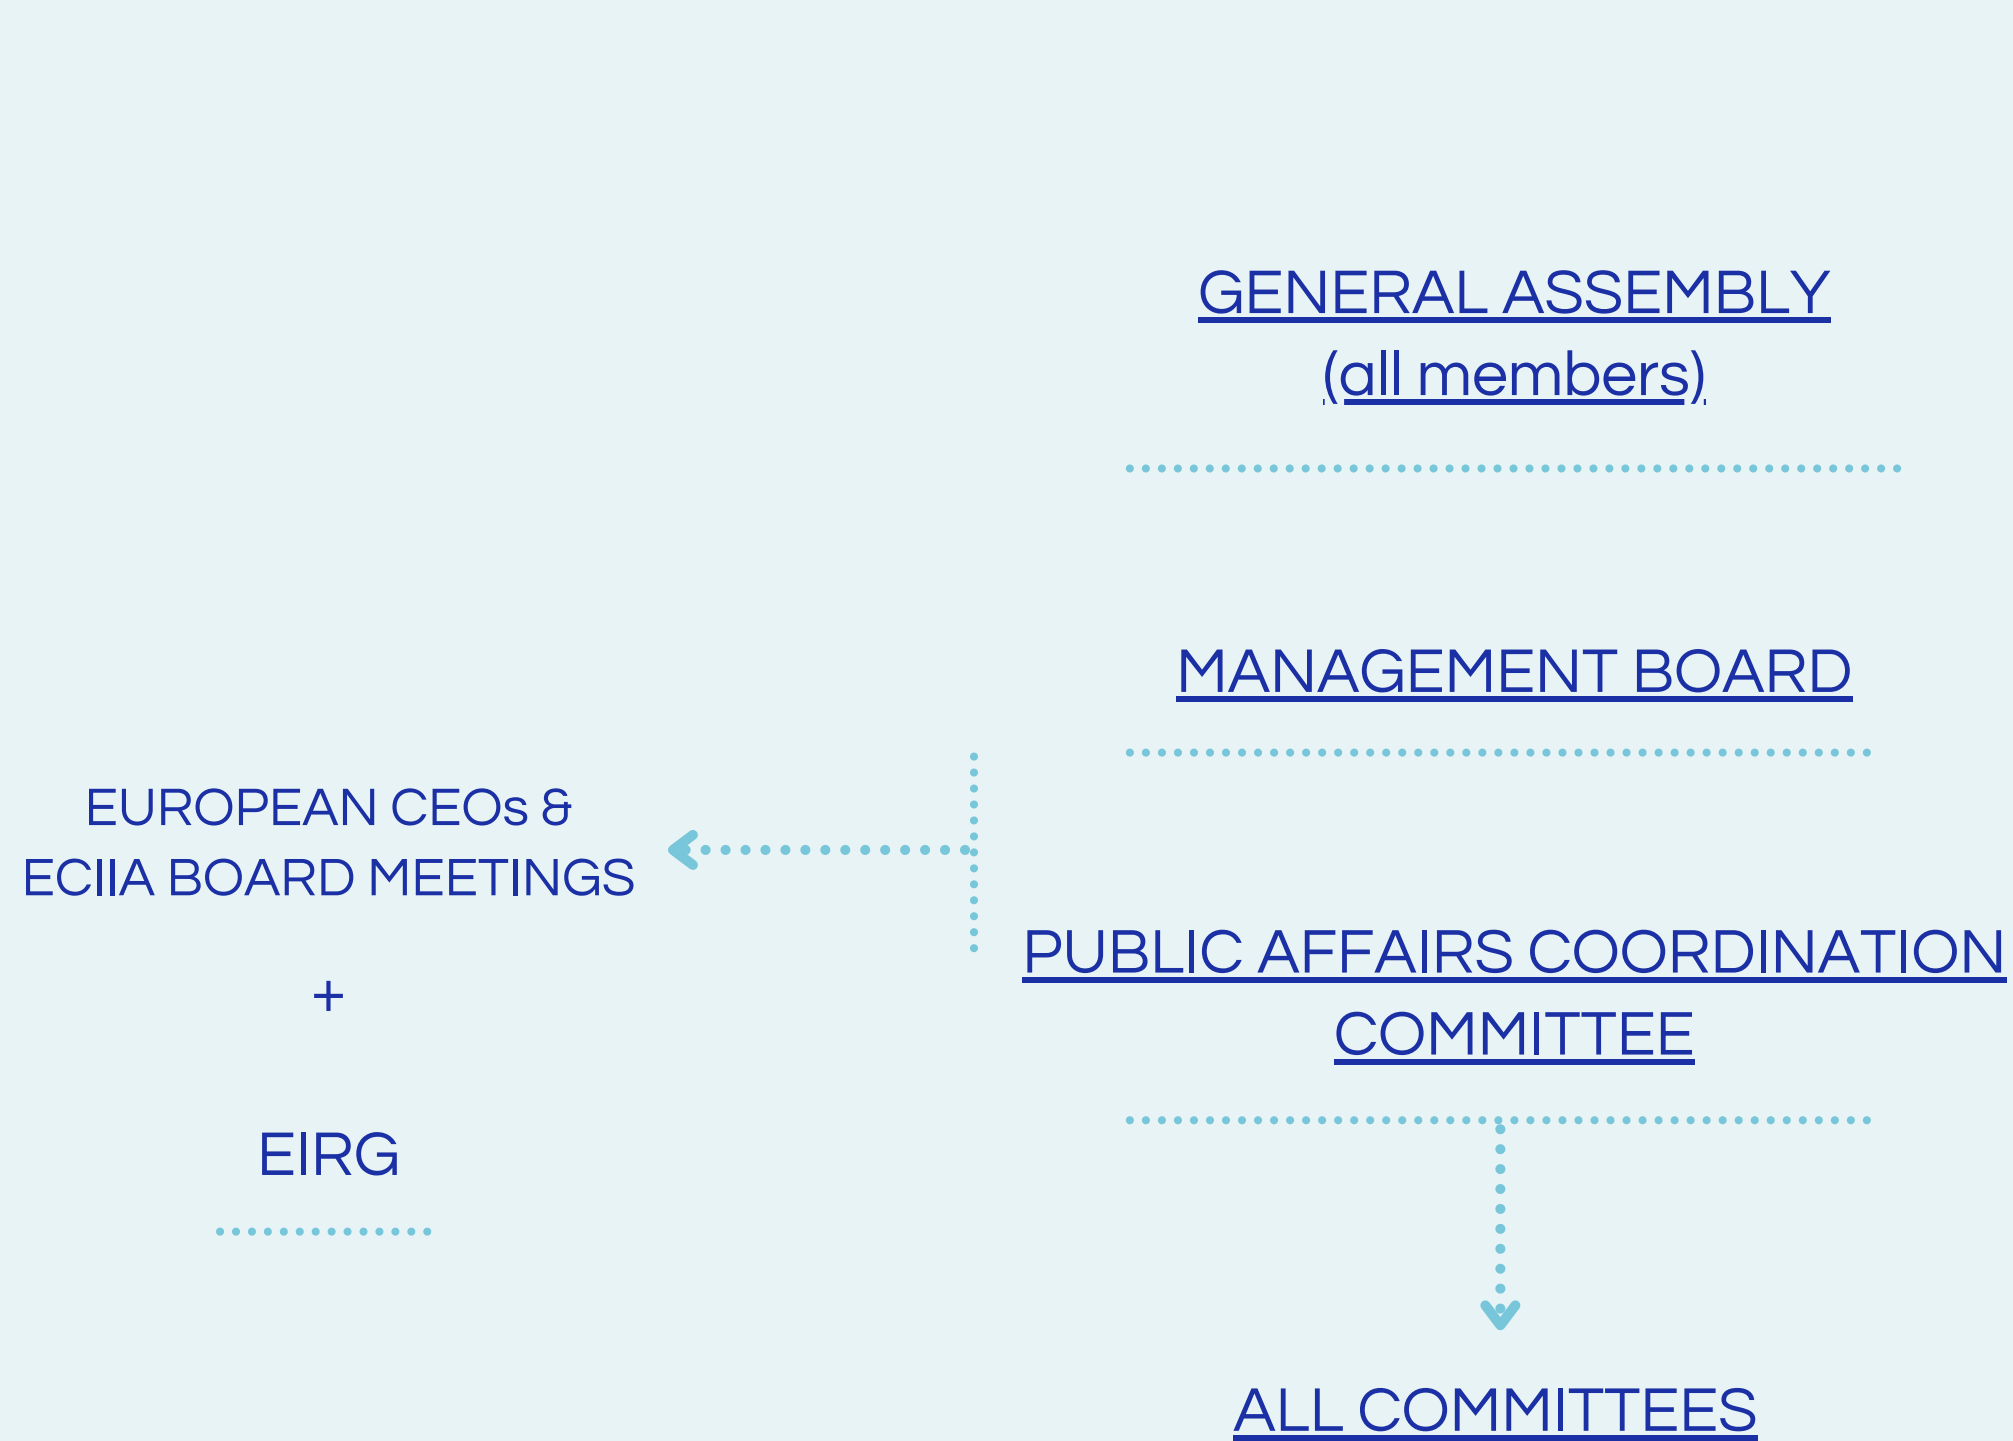 GENERAL ASSEMBLY
(all members)
MANAGEMENT BOARD
EUROPEAN CEOs &
ECIIA BOARD MEETINGS
+
EIRG
PUBLIC AFFAIRS COORDINATION
COMMITTEE
ALL COMMITTEES